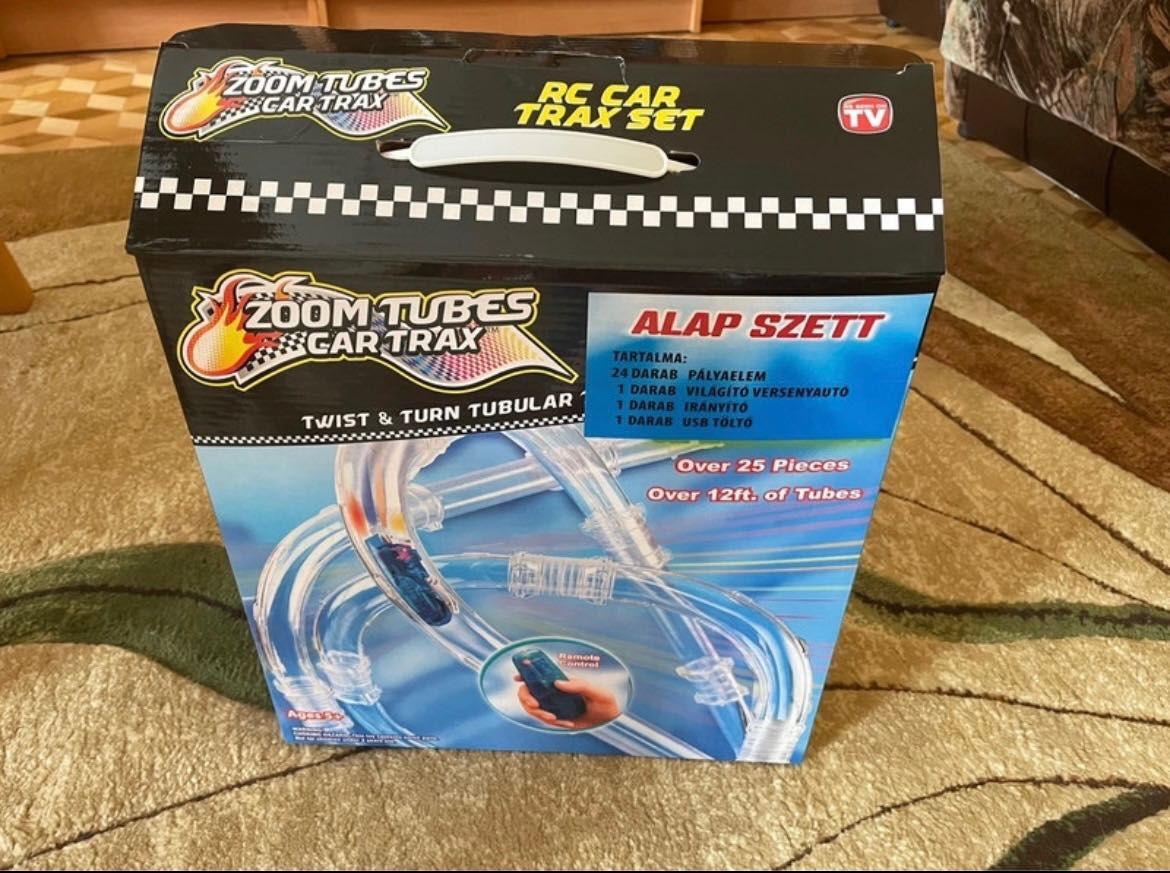 ZOOM TUBES
CAR TRAX
RC CAR
TRAX SET
AS SEEN ON
TV
ZOOM TUBES
CAR TRAX™
TWIST & TURN TUBULAR
ALAP SZETT
TARTALMA:
24 DARAB PÁLYAELEM
1 DARAB VILÁGÍTÓ VERSENYAUTÓ
1 DARAB IRÁNYÍTÓ
1 DARAB USB TÖLTŐ
Over 25 Pieces
Over 12ft. of Tubes
Remote
Control
Ages 5+